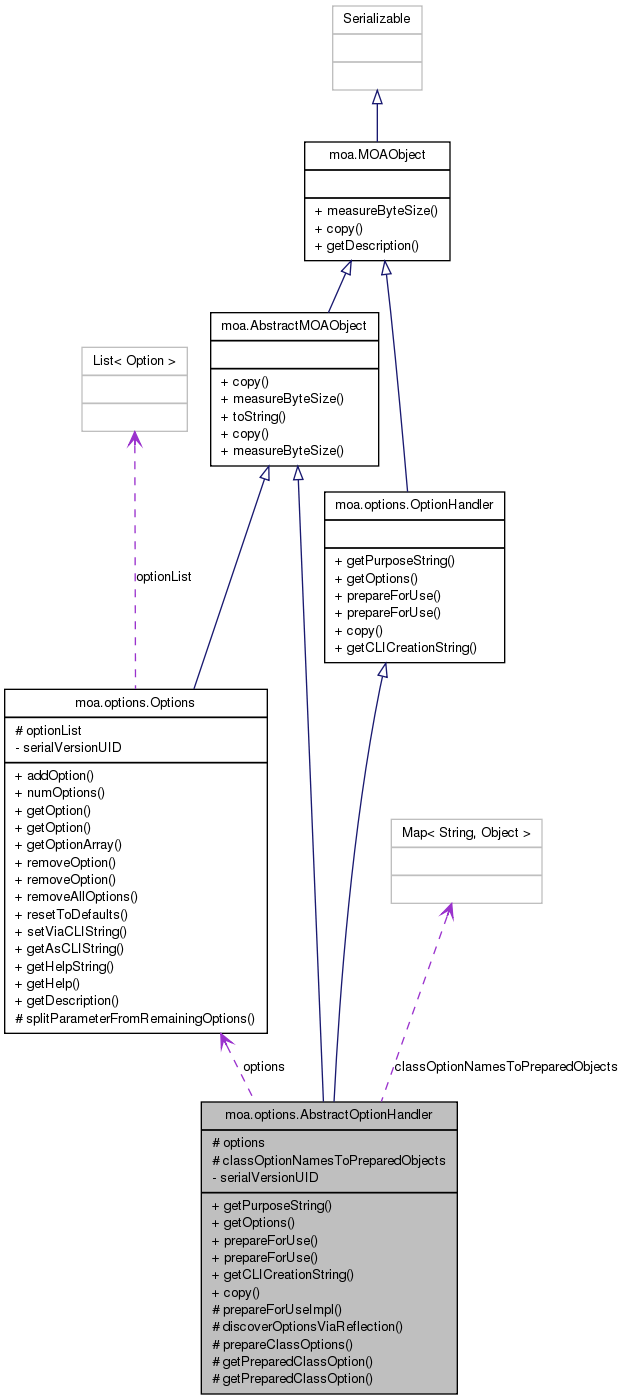 Serializable
moa.MOAObject
+ measureByteSize()
+ copy()
+ getDescription()
moa.AbstractMOAObject
+ copy()
+ measureByteSize()
+ toString()
+ copy()
+ measureByteSize()
List< Option >
moa.options.OptionHandler
+ getPurposeString()
+ getOptions()
+ prepareForUse()
+ prepareForUse()
+ copy()
+ getCLICreationString()
optionList
moa.options.Options
# optionList
- serialVersionUID
+ addOption()
+ numOptions()
+ getOption()
+ getOption()
+ getOptionArray()
+ removeOption()
+ removeOption()
+ removeAllOptions()
+ resetToDefaults()
+ setViaCLIString()
+ getAsCLIString()
+ getHelpString()
+ getHelp()
+ getDescription()
# splitParameterFromRemainingOptions()
Map< String, Object >
options
classOptionNamesToPreparedObjects
moa.options.AbstractOptionHandler
# options
# classOptionNamesToPreparedObjects
- serialVersionUID
+ getPurposeString()
+ getOptions()
+ prepareForUse()
+ prepareForUse()
+ getCLICreationString()
+ copy()
# prepareForUseImpl()
# discoverOptionsViaReflection()
# prepareClassOptions()
# getPreparedClassOption()
# getPreparedClassOption()